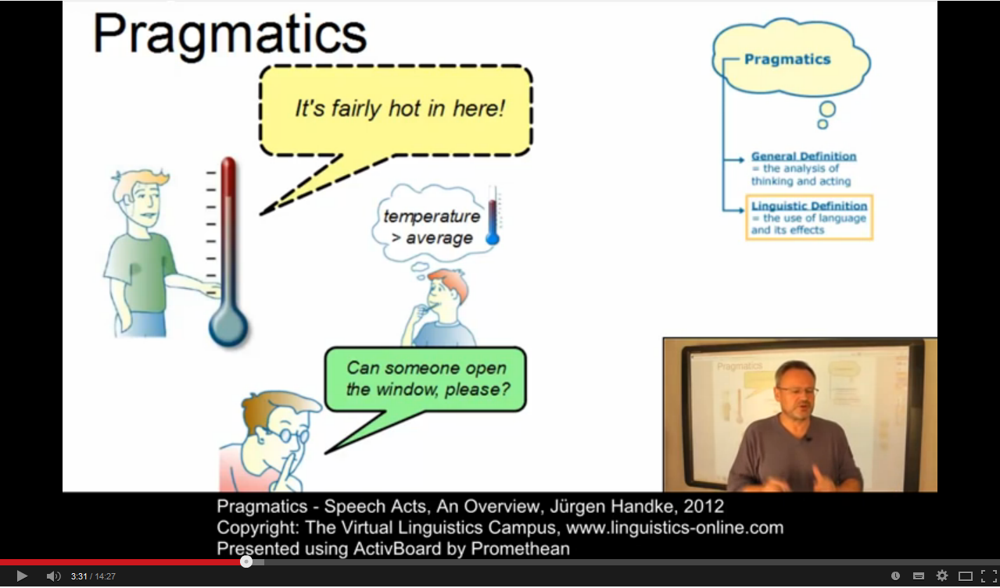 Pragmatics
It's fairly hot in here!
temperature
> average
Can someone open
the window, please?
Pragmatics
General Definition
= the analysis of
thinking and acting
Linguistic Definition
= the use of language
and its effects
Pragmatics
Pragmatics - Speech Acts, An Overview, Jürgen Handke, 2012
Copyright: The Virtual Linguistics Campus, www.linguistics-online.com
Presented using ActivBoard by Promethean
3:31 / 14:27